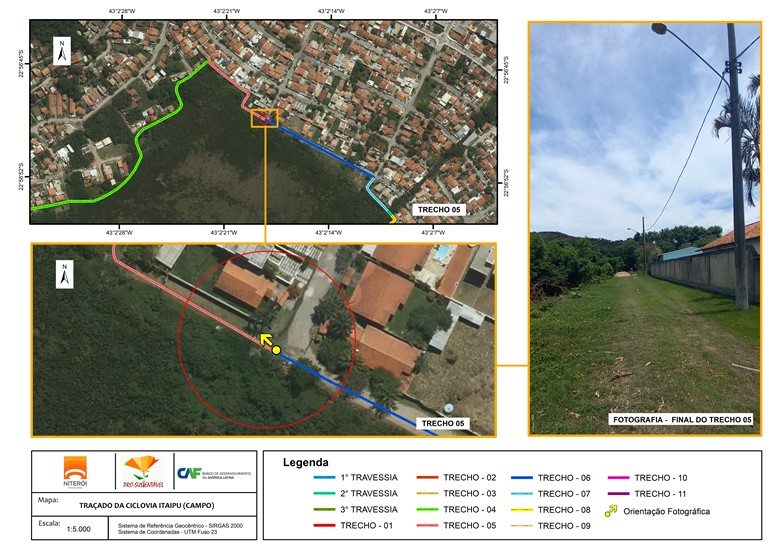 43°2'28"W 43°2'21"W 43°2'14"W 43°2'7"W
22°56'45"S
22°56'52"S
22°56'45"S
22°56'52"S
N
TRECHO 05
43°2'28"W 43°2'21"W 43°2'14"W 43°2'7"W
N
TRECHO 05
FOTOGRAFIA - FINAL DO TRECHO 05
NITERÓI
PRO SUSTENTÁVEL
CAF BANCO DE DESENVOLVIMENTO
DA AMÉRICA LATINA
Mapa:
TRAÇADO DA CICLOVIA ITAIPU (CAMPO)
Escala:
1:5.000
Sistema de Referência Geocêntrico - SIRGAS 2000
Sistema de Coordenadas - UTM Fuso 23
Legenda
1° TRAVESSIA
2° TRAVESSIA
3° TRAVESSIA
TRECHO - 01
TRECHO - 02
TRECHO - 03
TRECHO - 04
TRECHO - 05
TRECHO - 06
TRECHO - 07
TRECHO - 08
TRECHO - 09
TRECHO - 10
TRECHO - 11
Orientação Fotográfica